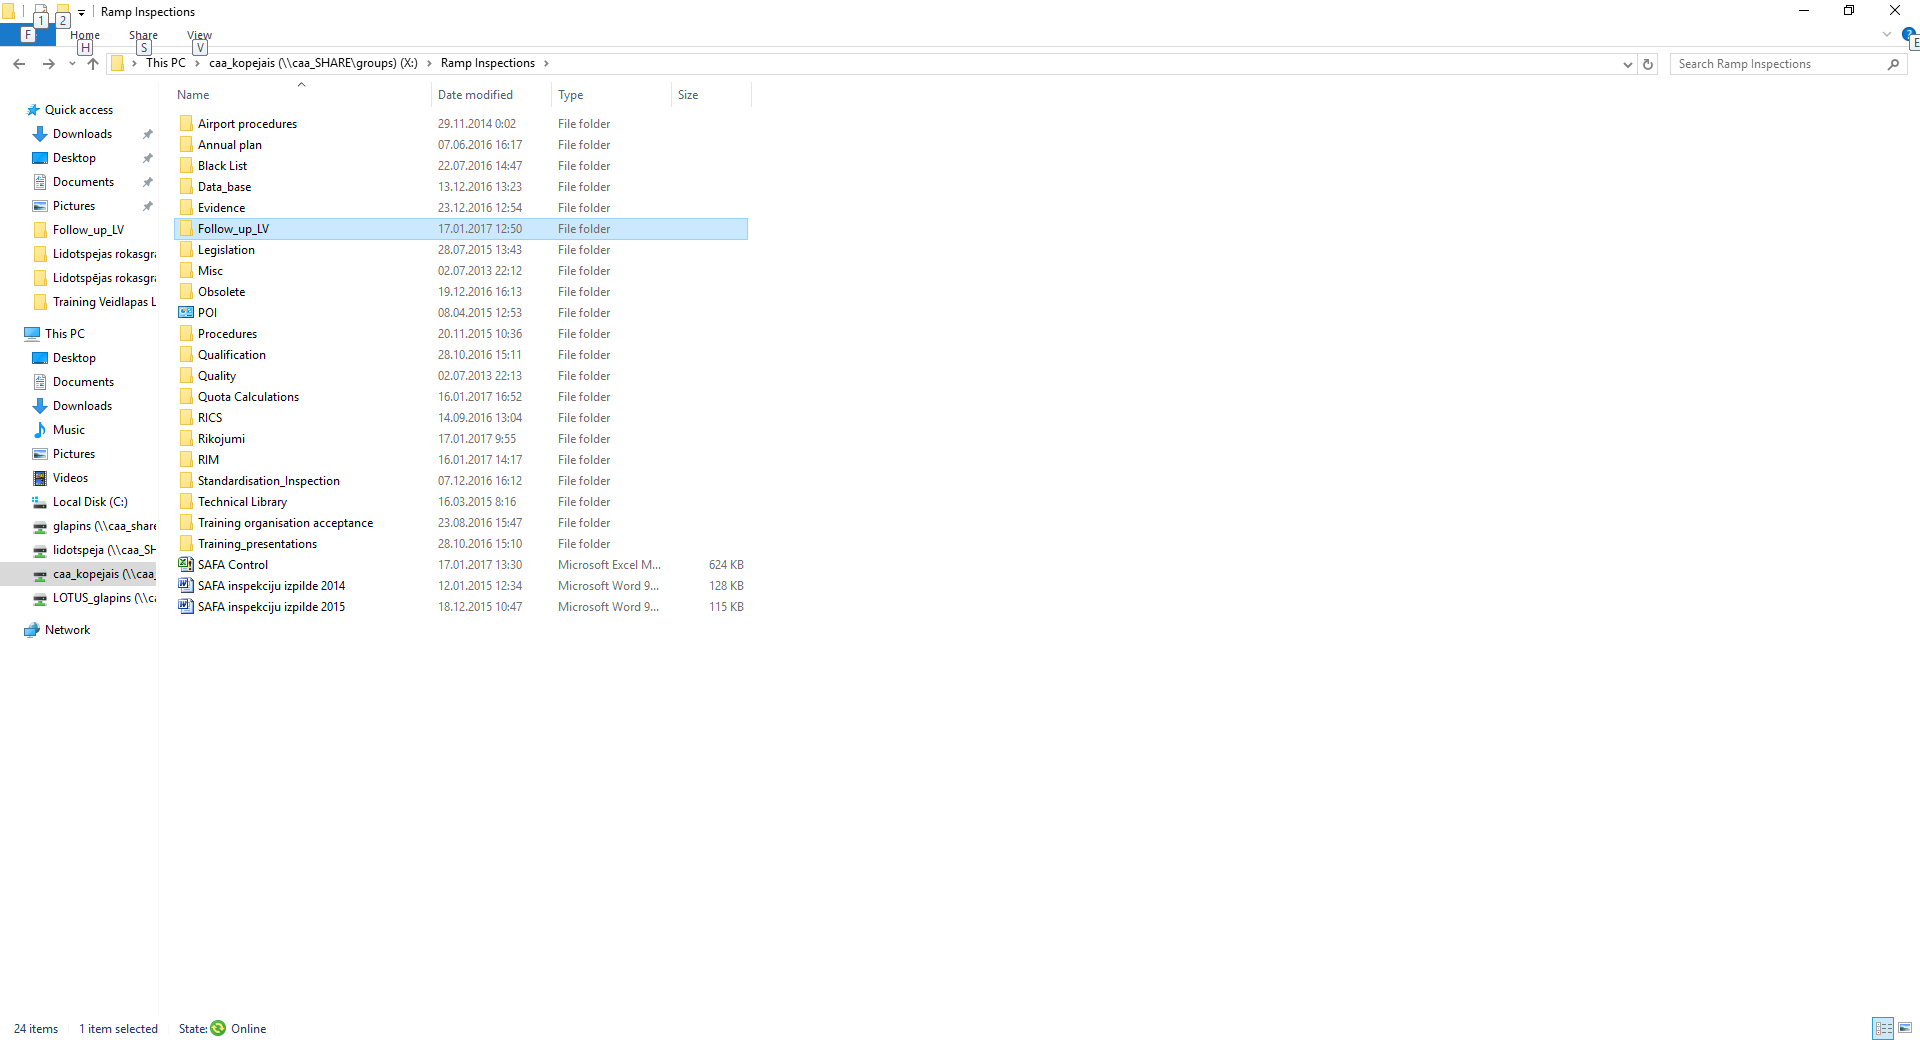 1 2 Ramp Inspections
F Home Share View
H S V E
This PC caa_kopejais (\\caa_SHARE\groups) (X:) Ramp Inspections Search Ramp Inspections
Name Date modified Type Size
Quick access
Downloads
Desktop
Documents
Pictures
Follow_up_LV
Lidotspejas rokasgra
Lidotspējas rokasgra
Training Veidlapas L
This PC
Desktop
Documents
Downloads
Music
Pictures
Videos
Local Disk (C:)
glapins (\\caa_share
lidotspeja (\\caa_SH
caa_kopejais (\\caa_
LOTUS_glapins (\\ca
Network
Airport procedures 29.11.2014 0:02 File folder
Annual plan 07.06.2016 16:17 File folder
Black List 22.07.2016 14:47 File folder
Data_base 13.12.2016 13:23 File folder
Evidence 23.12.2016 12:54 File folder
Follow_up_LV 17.01.2017 12:50 File folder
Legislation 28.07.2015 13:43 File folder
Misc 02.07.2013 22:12 File folder
Obsolete 19.12.2016 16:13 File folder
POI 08.04.2015 12:53 File folder
Procedures 20.11.2015 10:36 File folder
Qualification 28.10.2016 15:11 File folder
Quality 02.07.2013 22:13 File folder
Quota Calculations 16.01.2017 16:52 File folder
RICS 14.09.2016 13:04 File folder
Rikojumi 17.01.2017 9:55 File folder
RIM 16.01.2017 14:17 File folder
Standardisation_Inspection 07.12.2016 16:12 File folder
Technical Library 16.03.2015 8:16 File folder
Training organisation acceptance 23.08.2016 15:47 File folder
Training_presentations 28.10.2016 15:10 File folder
SAFA Control 17.01.2017 13:30 Microsoft Excel M... 624 KB
SAFA inspekciju izpilde 2014 12.01.2015 12:34 Microsoft Word 9... 128 KB
SAFA inspekciju izpilde 2015 18.12.2015 10:47 Microsoft Word 9... 115 KB
24 items 1 item selected State: Online